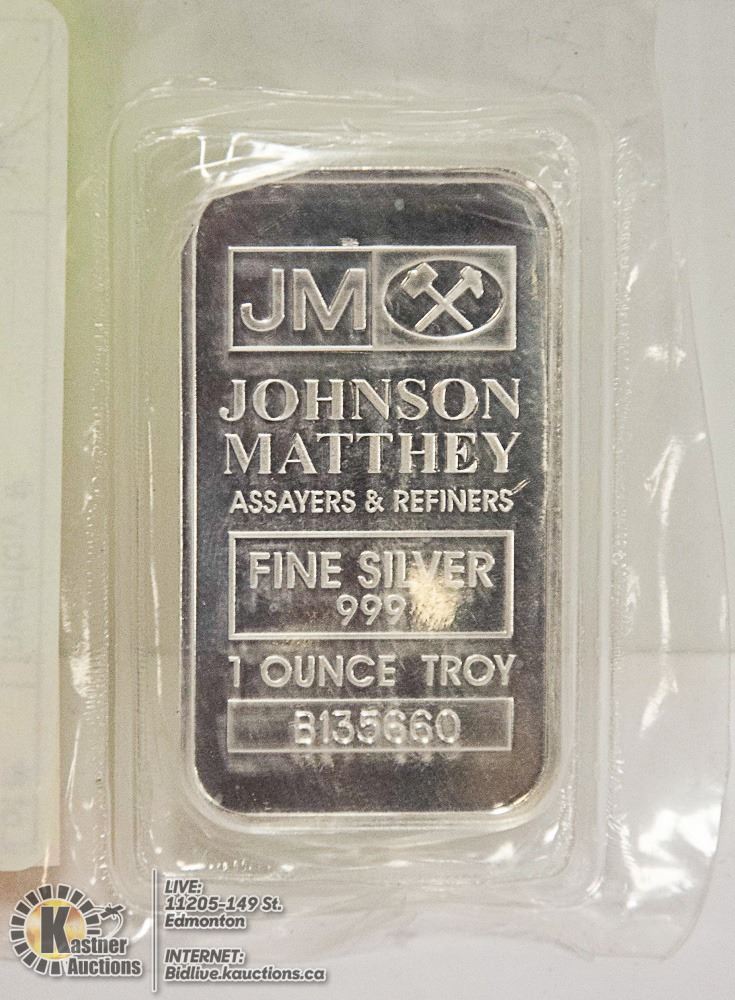 JM
JOHNSON
MATTHEY
ASSAYERS & REFINERS
FINE SILVER
999
1 OUNCE TROY
B135660
Kastner
Auctions
LIVE:
11205-149 St.
Edmonton
INTERNET:
Bidlive.kauctions.ca